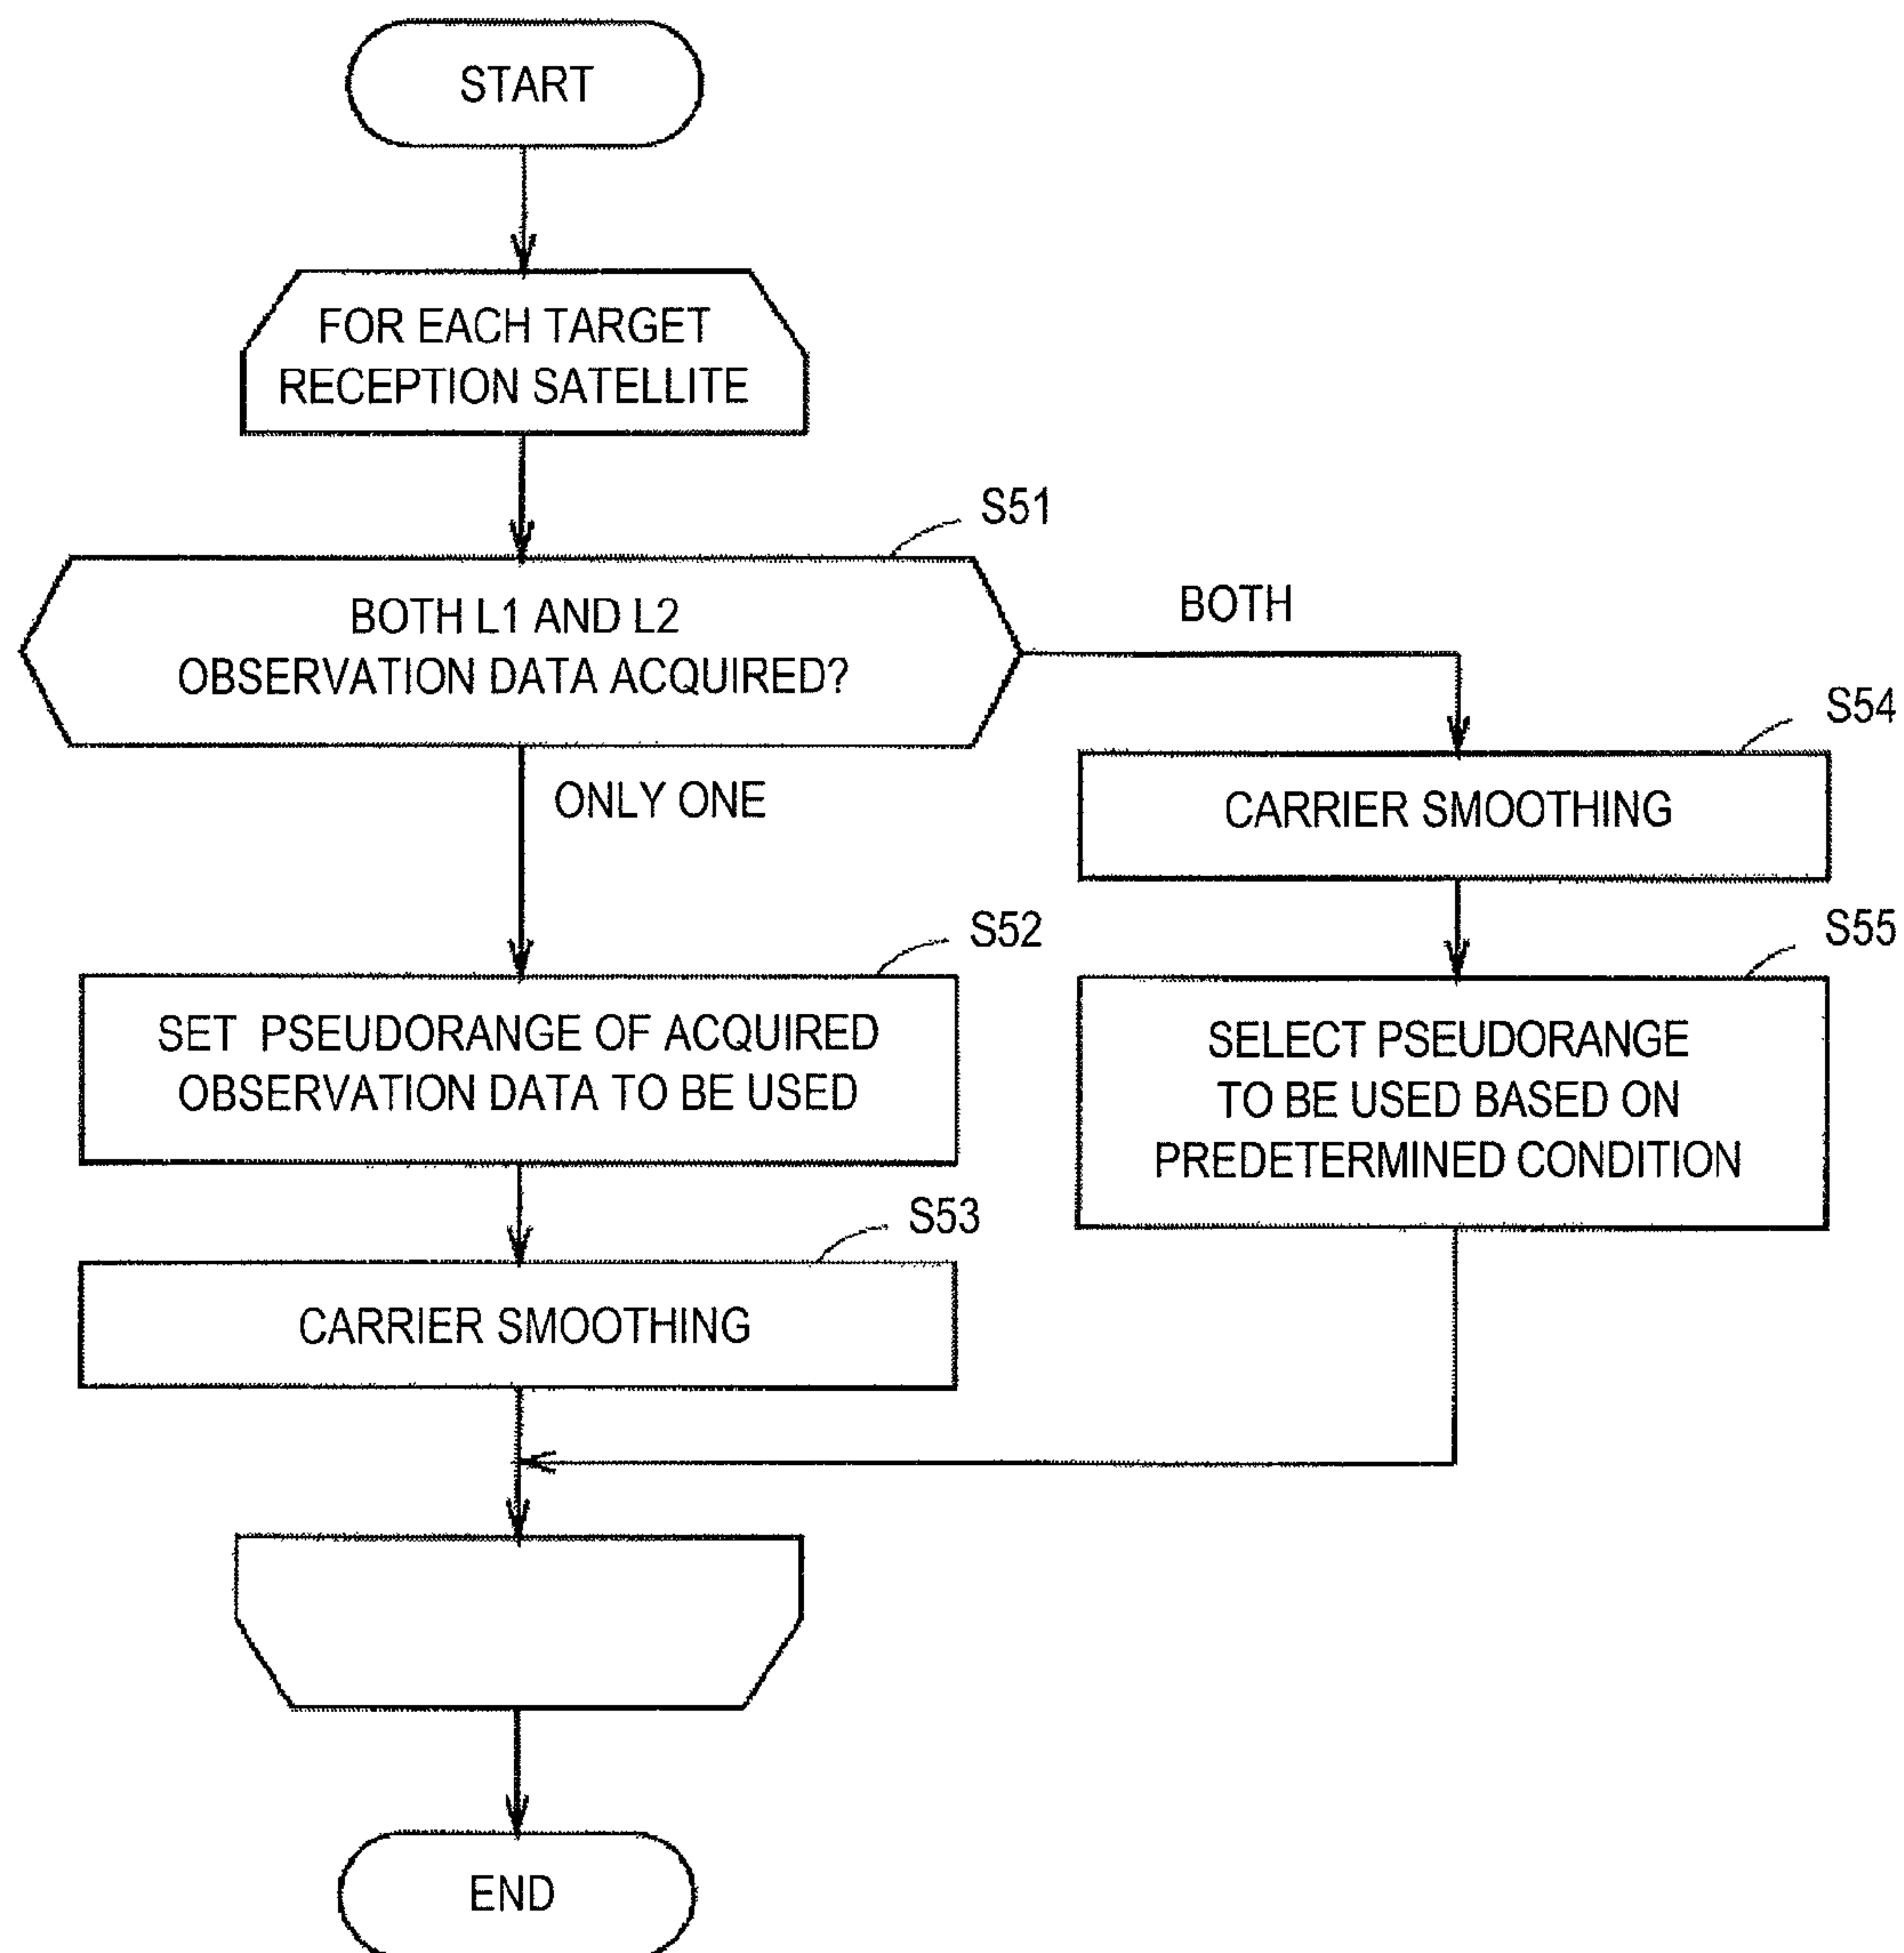 START
FOR EACH TARGET
RECEPTION SATELLITE
S51
BOTH L1 AND L2
OBSERVATION DATA ACQUIRED?
BOTH
ONLY ONE
S54
CARRIER SMOOTHING
S52
SET PSEUDORANGE OF ACQUIRED
OBSERVATION DATA TO BE USED
S55
SELECT PSEUDORANGE
TO BE USED BASED ON
PREDETERMINED CONDITION
S53
CARRIER SMOOTHING
END